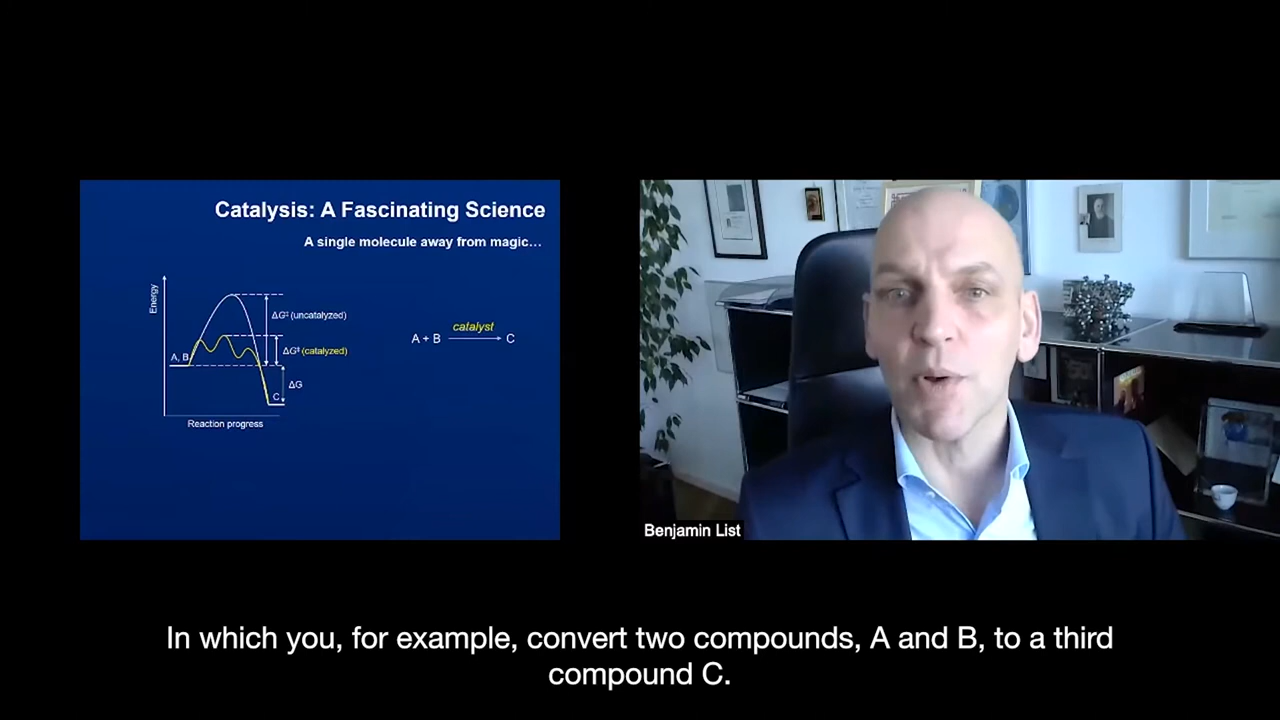 Catalysis: A Fascinating Science
A single molecule away from magic…
Energy
ΔG‡ (uncatalyzed)
ΔG‡ (catalyzed)
A, B
ΔG
C
Reaction progress
catalyst
A + B → C
Benjamin List
In which you, for example, convert two compounds, A and B, to a third
compound C.